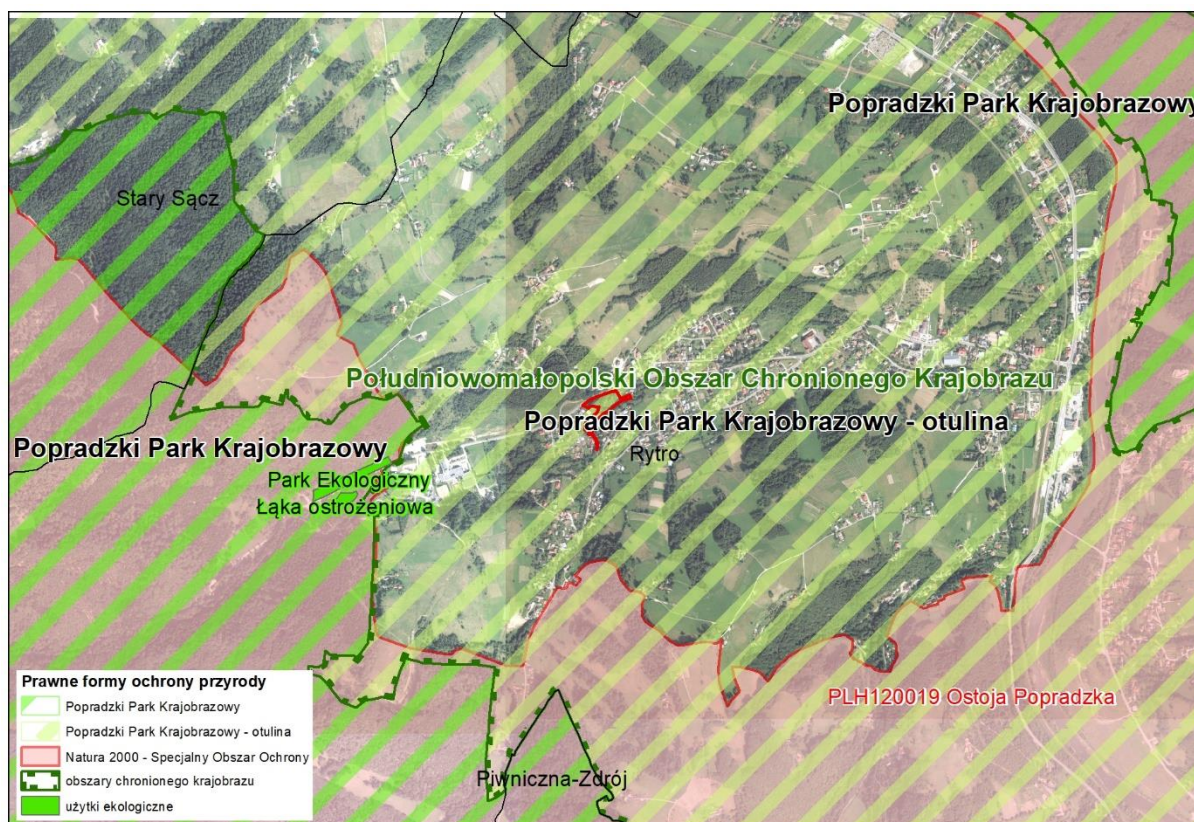 Popradzki Park Krajobrazowy
Stary Sącz
Południowomałopolski Obszar Chronionego Krajobrazu
Popradzki Park Krajobrazowy - otulina
Popradzki Park Krajobrazowy
Rytro
Park Ekologiczny
Łąka ostrożeniowa
PLH120019 Ostoja Popradzka
Piwniczna-Zdrój
Prawne formy ochrony przyrody
Popradzki Park Krajobrazowy
Popradzki Park Krajobrazowy - otulina
Natura 2000 - Specjalny Obszar Ochrony
obszary chronionego krajobrazu
użytki ekologiczne